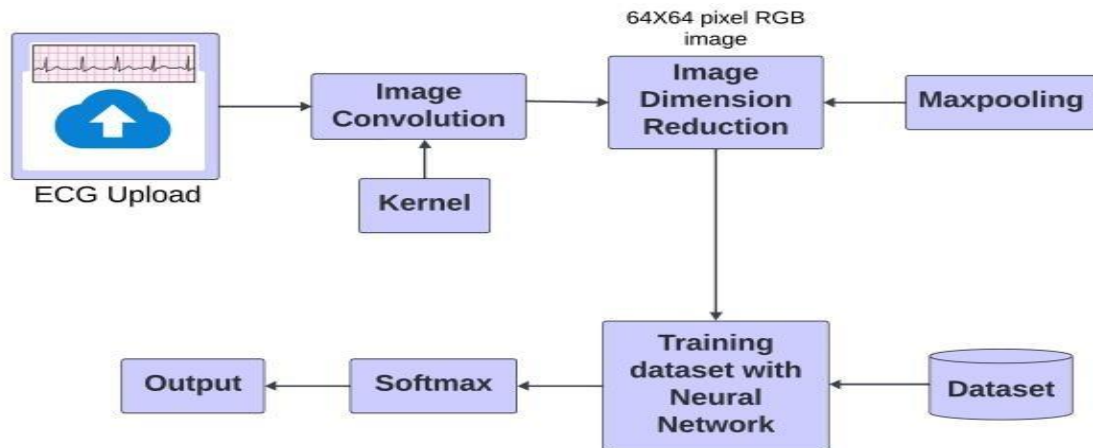 64X64 pixel RGB
image
ECG Upload
Image
Convolution
Kernel
Image
Dimension
Reduction
Maxpooling
Training
dataset with
Neural
Network
Dataset
Softmax
Output